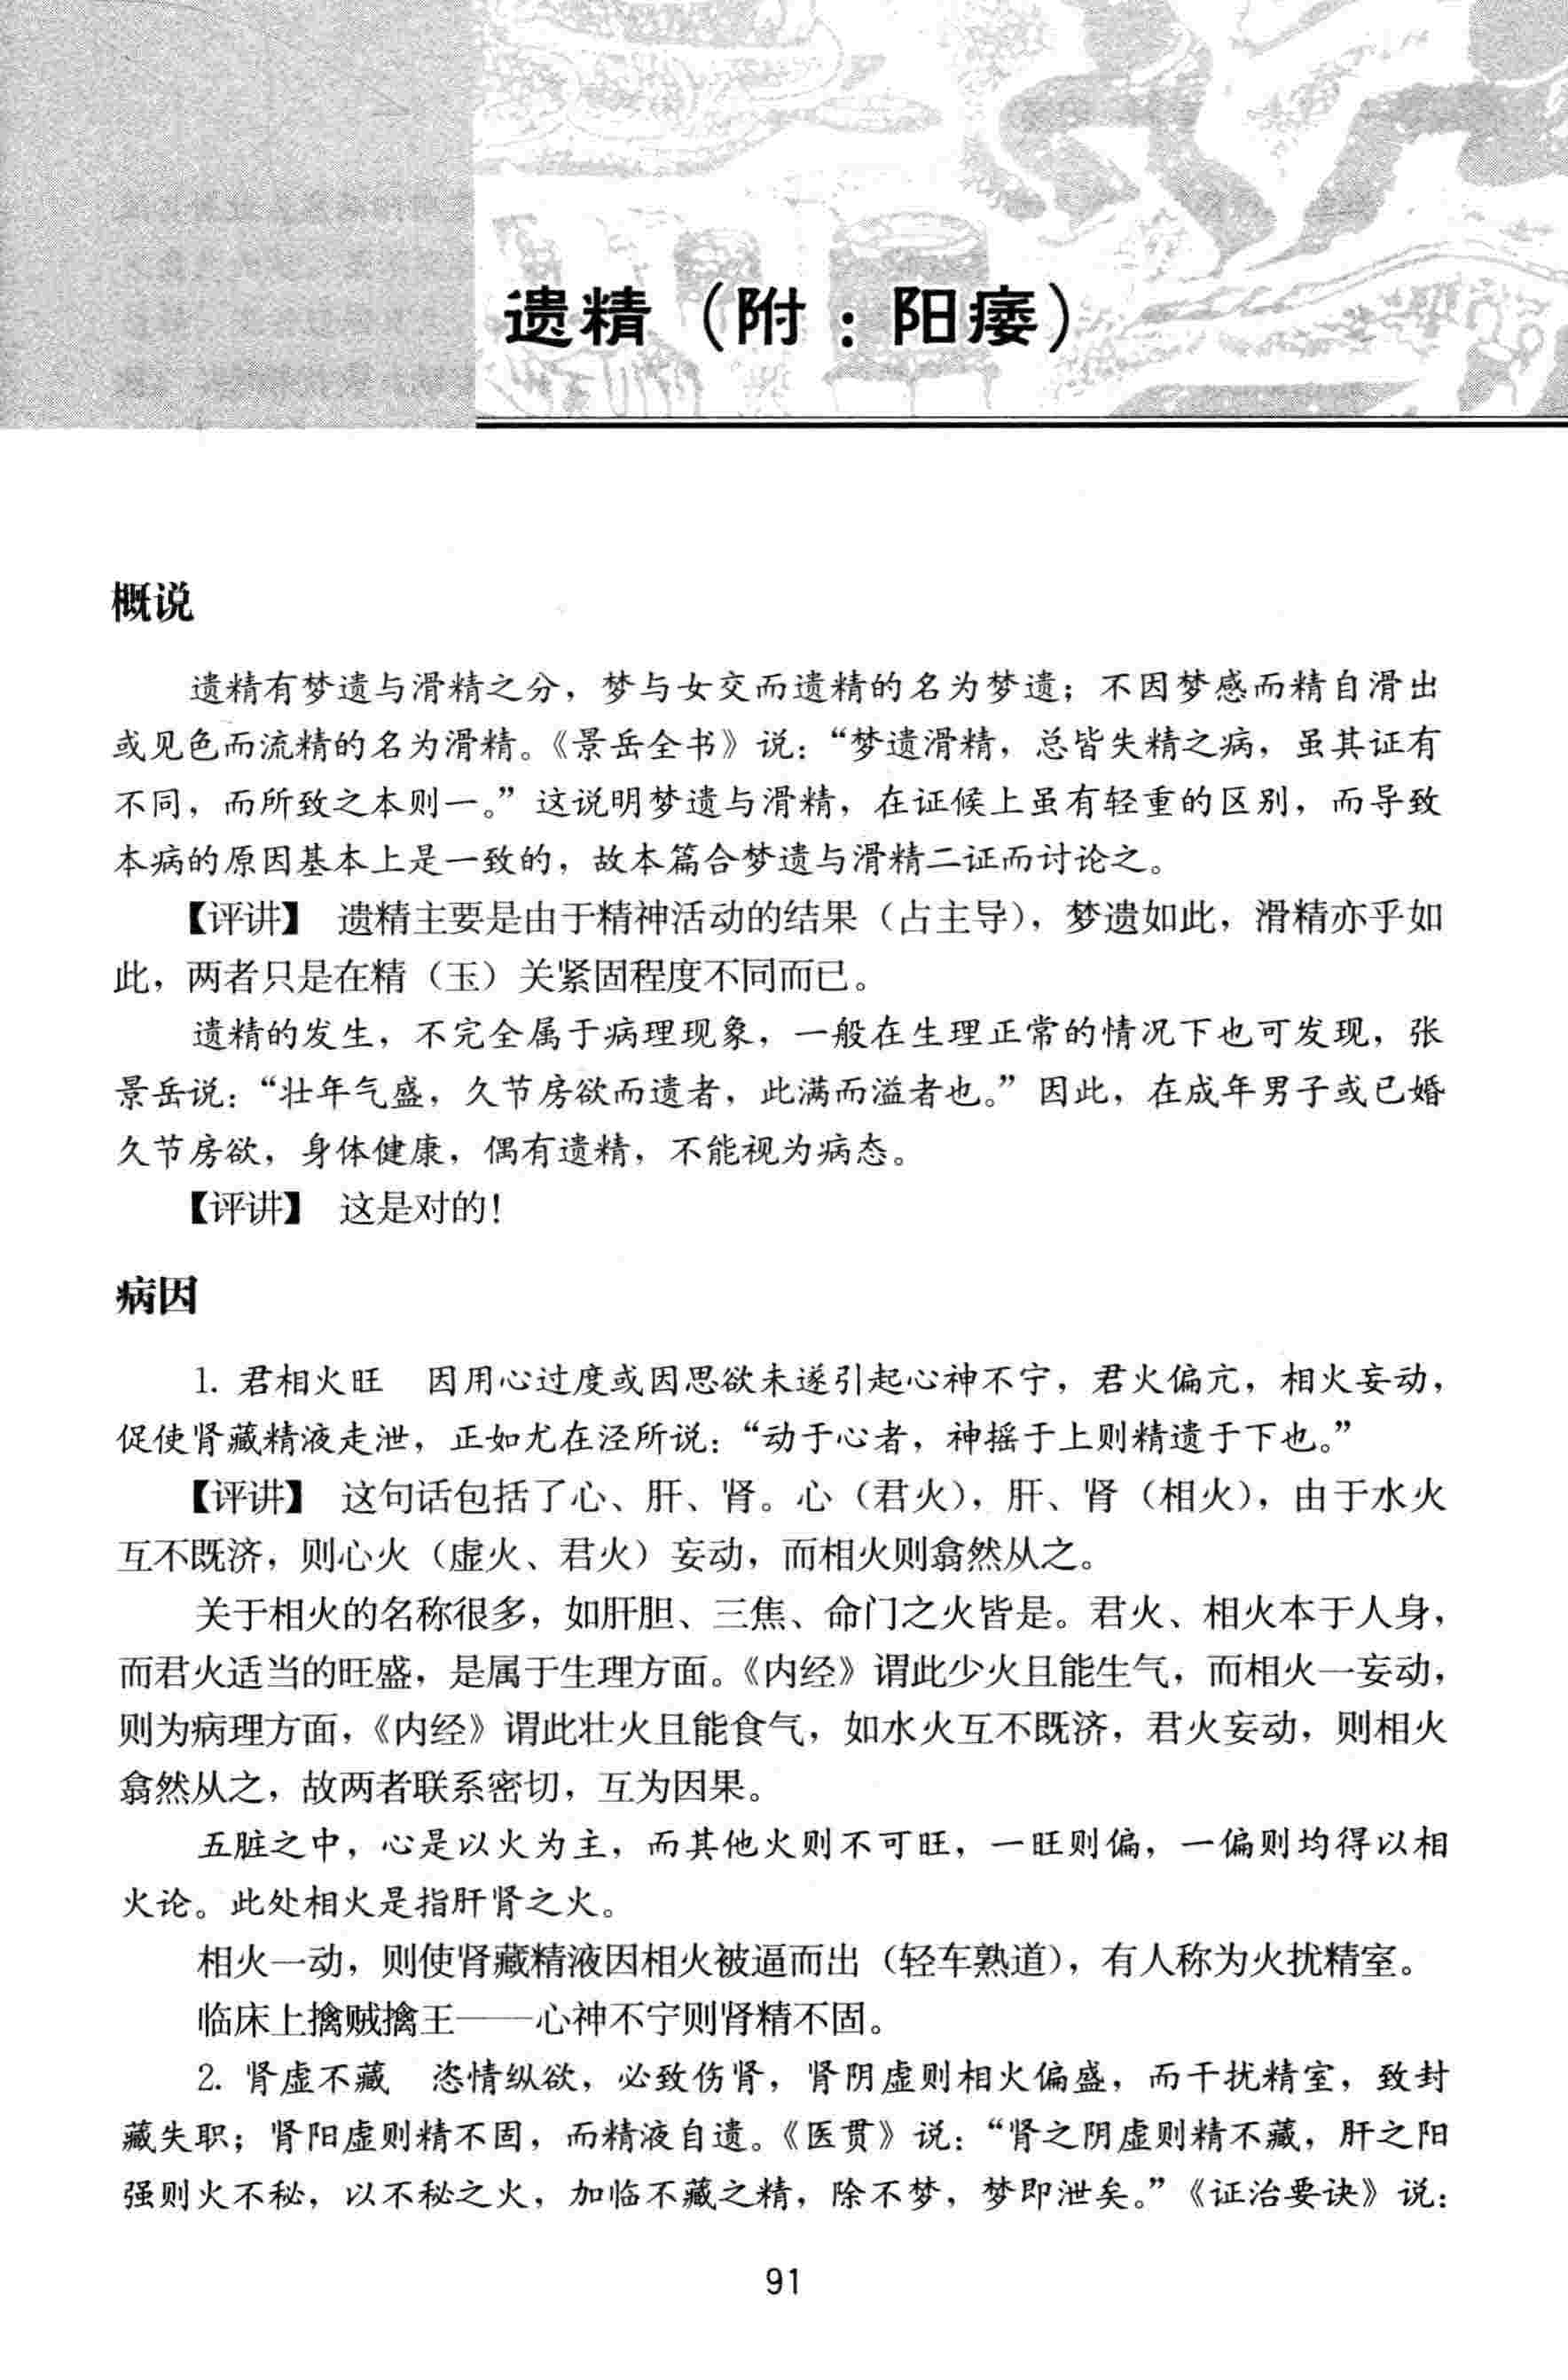 遗精（附：阳痿）
概说
遗精有梦遗与滑精之分，梦与女交而遗精的名为梦遗；不因梦感而精自滑出
或见色而流精的名为滑精。《景岳全书》说：“梦遗滑精，总皆失精之病，虽其证有
不同，而所致之本则一。”这说明梦遗与滑精，在证候上虽有轻重的区别，而导致
本病的原因基本上是一致的，故本篇合梦遗与滑精二证而讨论之。
【评讲】 遗精主要是由于精神活动的结果（占主导），梦遗如此，滑精亦乎如
此，两者只是在精（玉）关紧固程度不同而已。
遗精的发生，不完全属于病理现象，一般在生理正常的情况下也可发现，张
景岳说：“壮年气盛，久节房欲而遗者，此满而溢者也。”因此，在成年男子或已婚
久节房欲，身体健康，偶有遗精，不能视为病态。
【评讲】 这是对的！
病因
1. 君相火旺 因用心过度或因思欲未遂引起心神不宁，君火偏亢，相火妄动，
促使肾藏精液走泄，正如尤在泾所说：“动于心者，神摇于上则精遗于下也。”
【评讲】 这句话包括了心、肝、肾。心（君火），肝、肾（相火），由于水火
互不既济，则心火（虚火、君火）妄动，而相火则翕然从之。
关于相火的名称很多，如肝胆、三焦、命门之火皆是。君火、相火本于人身，
而君火适当的旺盛，是属于生理方面。《内经》谓此少火且能生气，而相火一妄动，
则为病理方面，《内经》谓此壮火且能食气，如水火互不既济，君火妄动，则相火
翕然从之，故两者联系密切，互为因果。
五脏之中，心是以火为主，而其他火则不可旺，一旺则偏，一偏则均得以相
火论。此处相火是指肝肾之火。
相火一动，则使肾藏精液因相火被逼而出（轻车熟道），有人称为火扰精室。
临床上擒贼擒王——心神不宁则肾精不固。
2. 肾虚不藏 恣情纵欲，必致伤肾，肾阴虚则相火偏盛，而干扰精室，致封
藏失职；肾阳虚则精不固，而精液自遗。《医贯》说：“肾之阴虚则精不藏，肝之阳
强则火不秘，以不秘之火，加临不藏之精，除不梦，梦即泄矣。”《证治要诀》说：
91